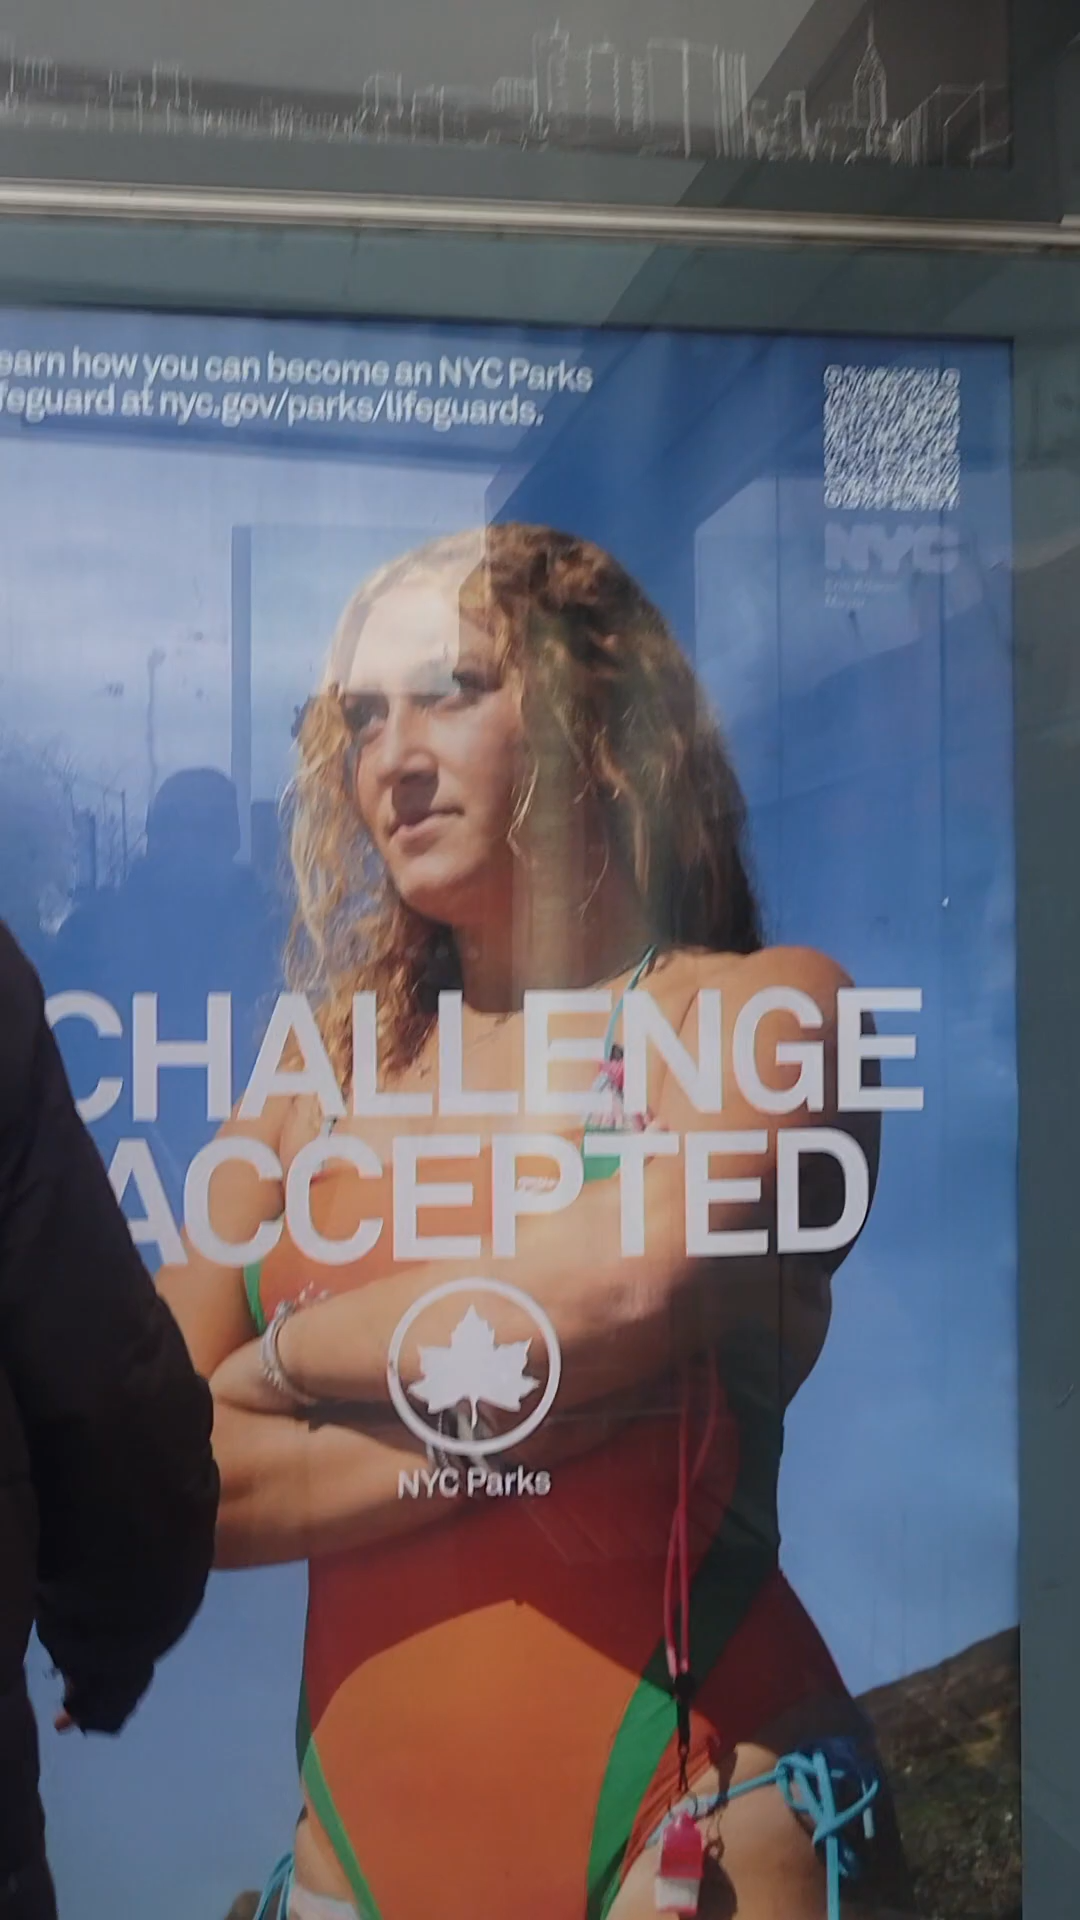 earn how you can become an NYC Parks
feguard at nyc.gov/parks/lifeguards.
NYC
Mayor
CHALLENGE
ACCEPTED
NYC Parks